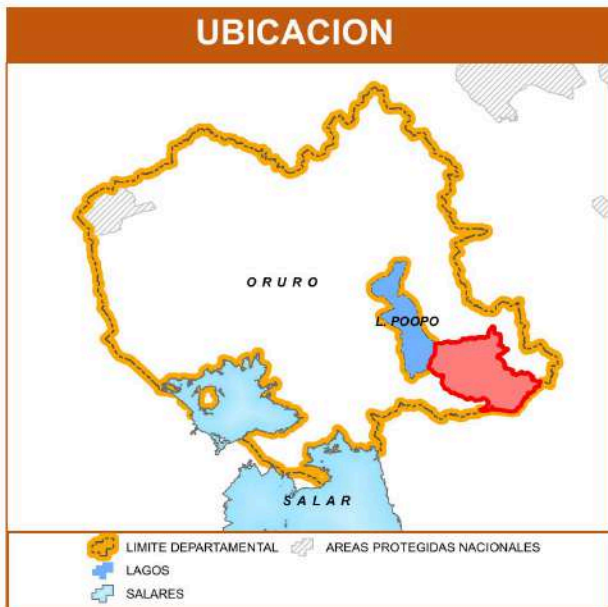 UBICACION
ORURO
L. POOPO
SALAR
LIMITE DEPARTAMENTAL
AREAS PROTEGIDAS NACIONALES
LAGOS
SALARES